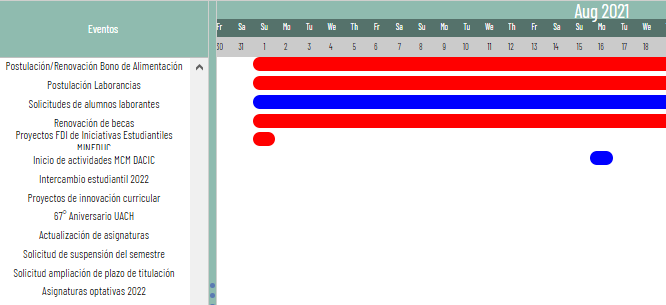 Aug 2021
Eventos
Fr Sa Su Mo Tu We Th Fr Sa Su Mo Tu We Th Fr Sa Su Mo Tu We
30 31 1 2 3 4 5 6 7 8 9 10 11 12 13 14 15 16 17 18
Postulación/Renovación Bono de Alimentación
Postulación Laborancias
Solicitudes de alumnos laborantes
Renovación de becas
Proyectos FDI de Iniciativas Estudiantiles
MINEDUC
Inicio de actividades MCM DACIC
Intercambio estudiantil 2022
Proyectos de innovación curricular
67° Aniversario UACH
Actualización de asignaturas
Solicitud de suspensión del semestre
Solicitud ampliación de plazo de titulación
Asignaturas optativas 2022